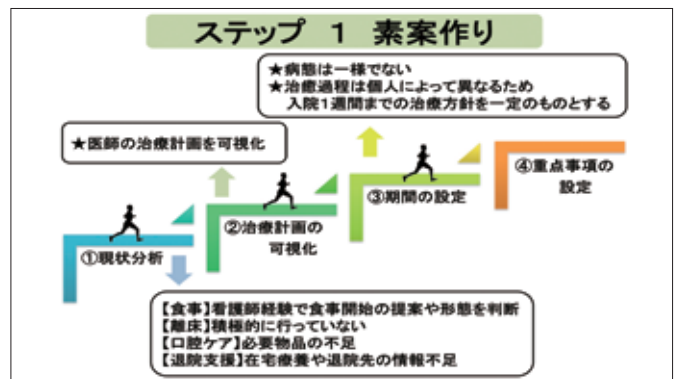 ステップ 1 素案作り
★病態は一様でない
★治癒過程は個人によって異なるため
入院1週間までの治療方針を一定のものとする
★医師の治療計画を可視化
①現状分析
②治療計画の
可視化
③期間の設定
④重点事項の
設定
【食事】看護師経験で食事開始の提案や形態を判断
【離床】積極的に行っていない
【口腔ケア】必要物品の不足
【退院支援】在宅療養や退院先の情報不足